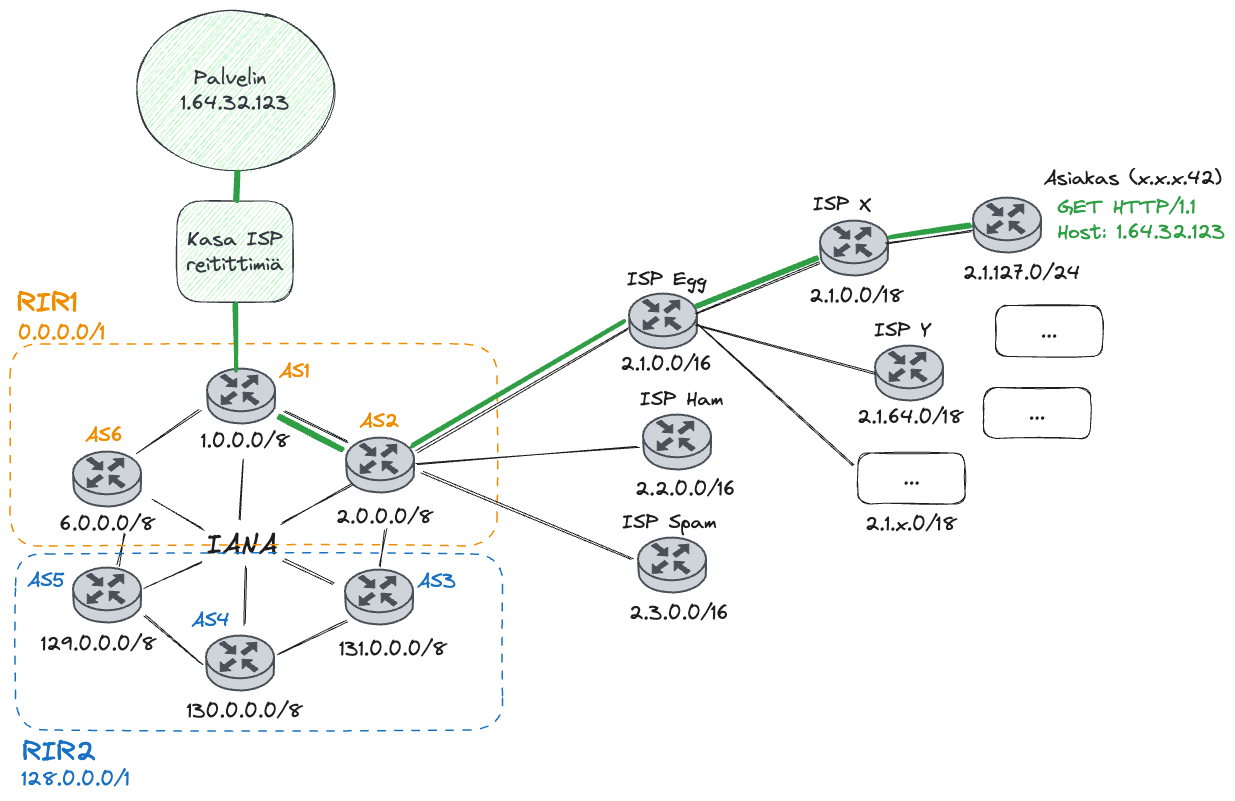 Palvelin
1.64.32.123
Kasa ISP
reitittimiä
Asiakas (x.x.x.42)
GET HTTP/1.1
Host: 1.64.32.123
ISP X
2.1.0.0/18
2.1.127.0/24
ISP Egg
2.1.0.0/16
ISP Y
2.1.64.0/18
...
...
...
2.1.x.0/18
ISP Ham
2.2.0.0/16
ISP Spam
2.3.0.0/16
RIR1
0.0.0.0/1
AS1
1.0.0.0/8
AS2
2.0.0.0/8
AS6
6.0.0.0/8
IANA
AS5
129.0.0.0/8
AS4
130.0.0.0/8
AS3
131.0.0.0/8
RIR2
128.0.0.0/1